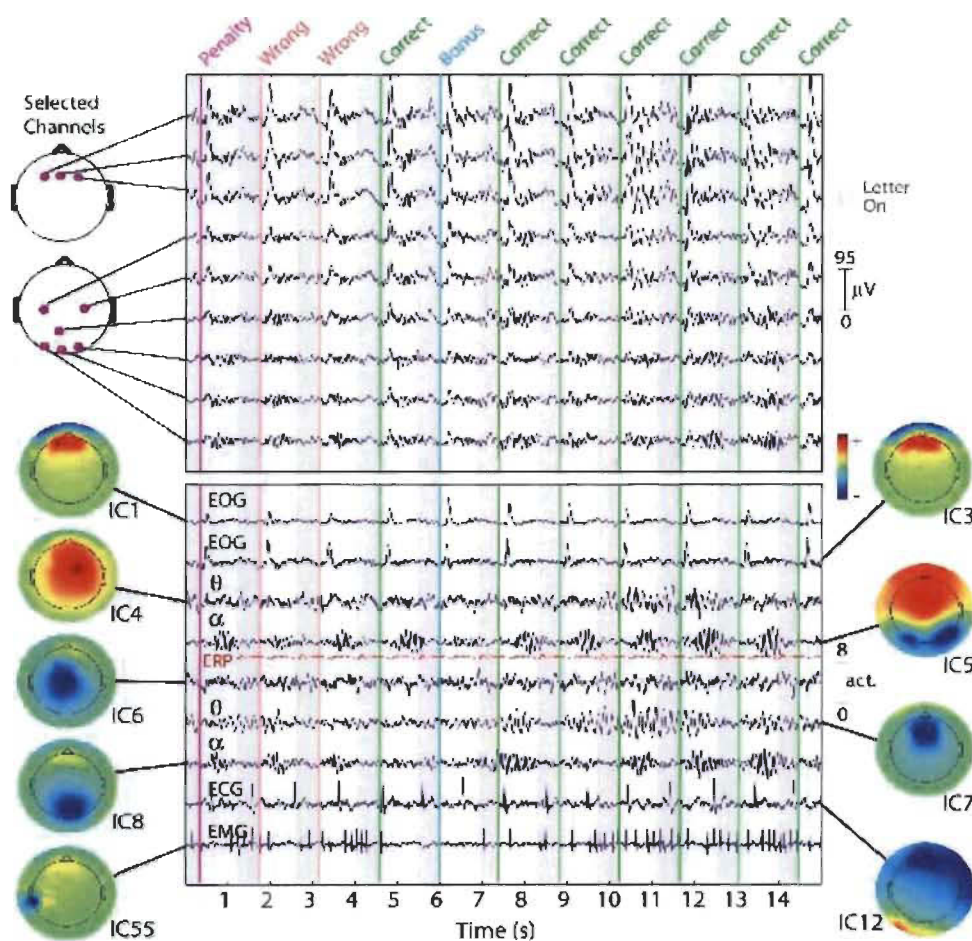 Penalty Wrong Wrong Correct Bonus Correct Correct Correct Correct Correct Correct
Selected
Channels
Letter
On
95
μV
0
+
-
IC1
IC4
IC6
IC8
IC55
EOG
EOG
θ
α
ERP
θ
α
ECG
EMG
IC3
IC5
IC7
IC12
8
act.
0
1 2 3 4 5 6 7 8 9 10 11 12 13 14
Time (s)